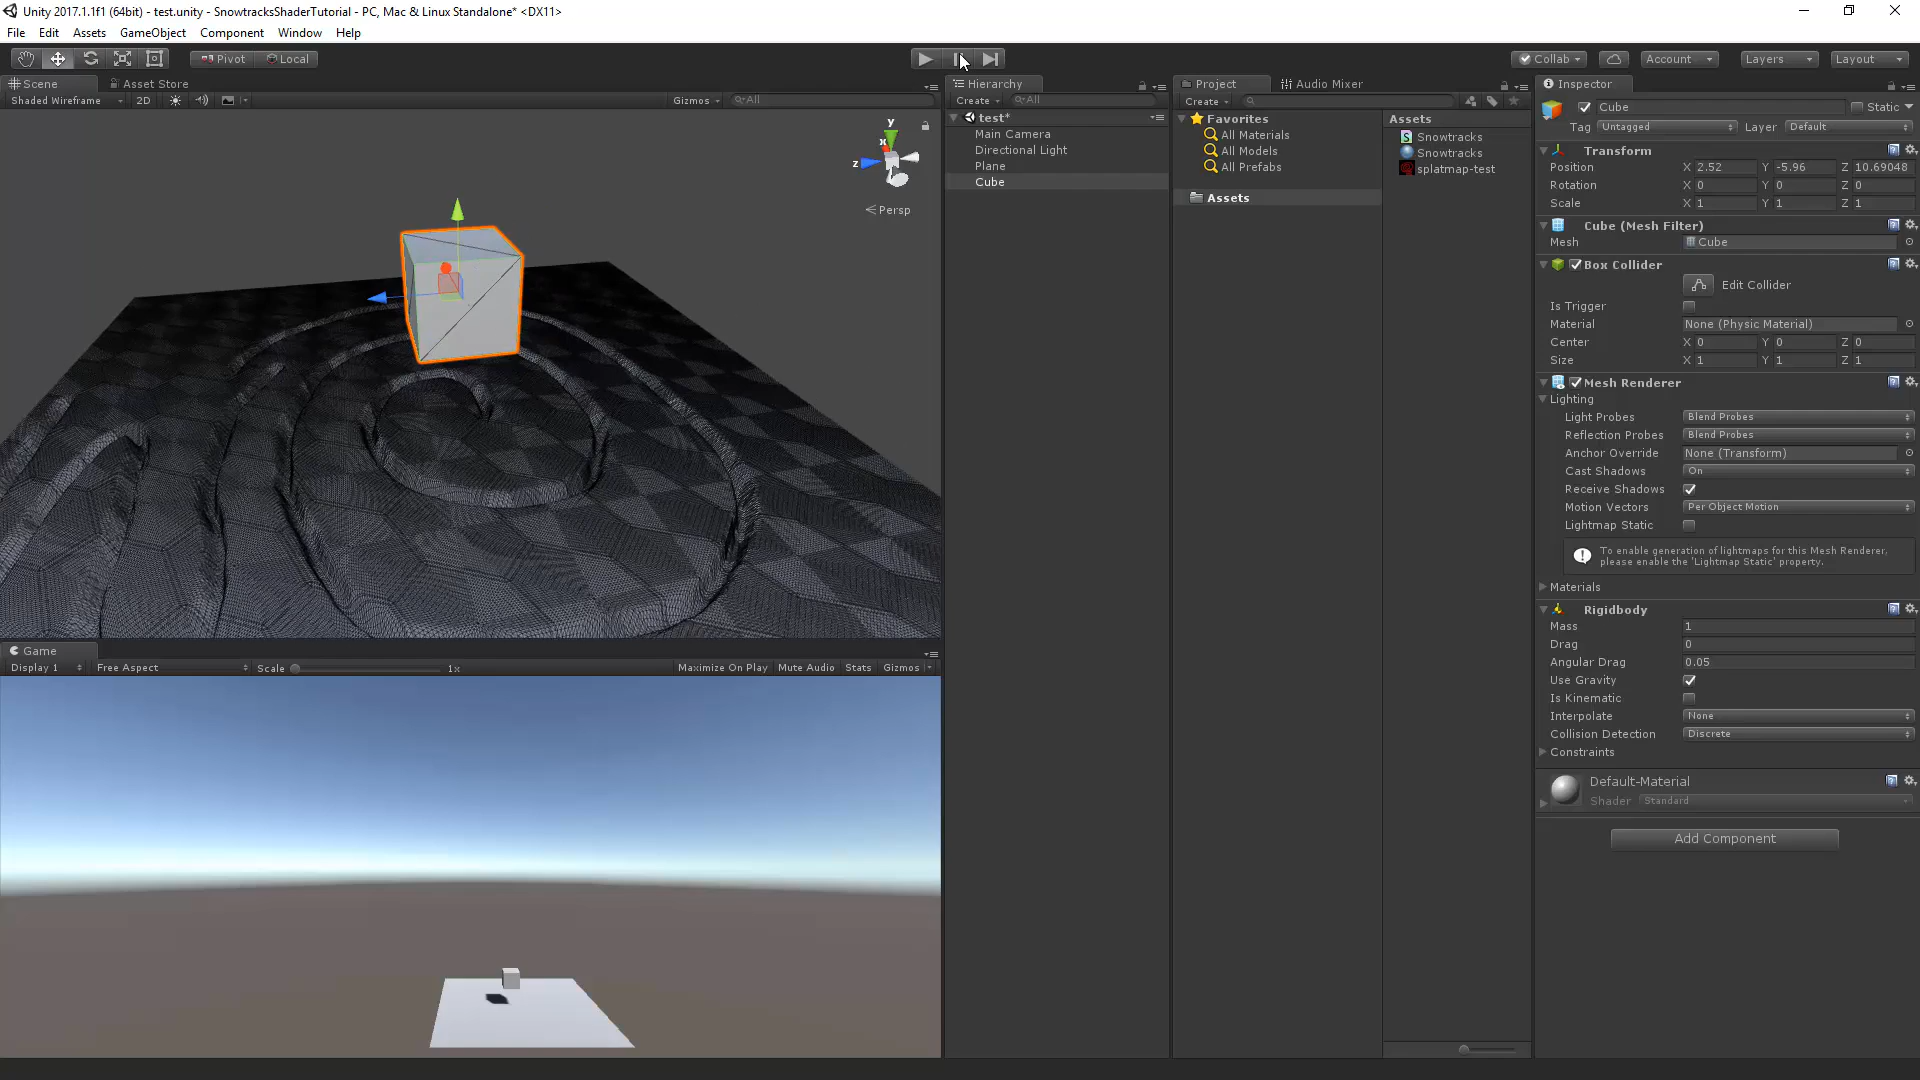 Unity 2017.1.1f1 (64bit) - test.unity - SnowtracksShaderTutorial - PC, Mac & Linux Standalone* <DX11>
File Edit Assets GameObject Component Window Help
Pivot Local
Collab Account Layers Layout
Scene Asset Store
Shaded Wireframe 2D Gizmos All
y
x
z
Persp
Game
Display 1 Free Aspect Scale 1x Maximize On Play Mute Audio Stats Gizmos
Hierarchy
Create All
test*
Main Camera
Directional Light
Plane
Cube
Project Audio Mixer
Create
Favorites
All Materials
All Models
All Prefabs
Assets
Assets
Snowtracks
Snowtracks
splatmap-test
Inspector
Cube Static
Tag Untagged Layer Default
Transform
Position X 2.52 Y -5.96 Z 10.69048
Rotation X 0 Y 0 Z 0
Scale X 1 Y 1 Z 1
Cube (Mesh Filter)
Mesh Cube
Box Collider
Edit Collider
Is Trigger
Material None (Physic Material)
Center X 0 Y 0 Z 0
Size X 1 Y 1 Z 1
Mesh Renderer
Lighting
Light Probes Blend Probes
Reflection Probes Blend Probes
Anchor Override None (Transform)
Cast Shadows On
Receive Shadows
Motion Vectors Per Object Motion
Lightmap Static
To enable generation of lightmaps for this Mesh Renderer,
please enable the 'Lightmap Static' property.
Materials
Rigidbody
Mass 1
Drag 0
Angular Drag 0.05
Use Gravity
Is Kinematic
Interpolate None
Collision Detection Discrete
Constraints
Default-Material
Shader Standard
Add Component